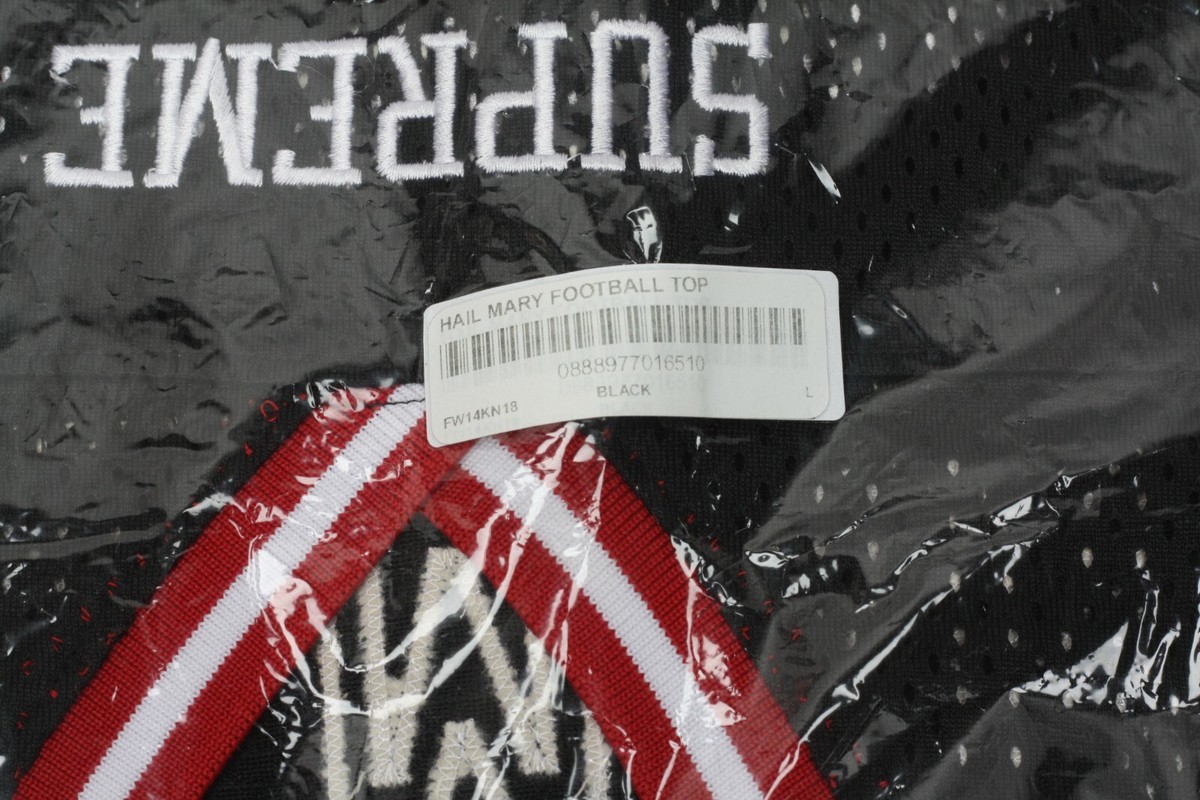 SUPREME
HAIL MARY FOOTBALL TOP
0888977016510
BLACK
FW14KN18
L